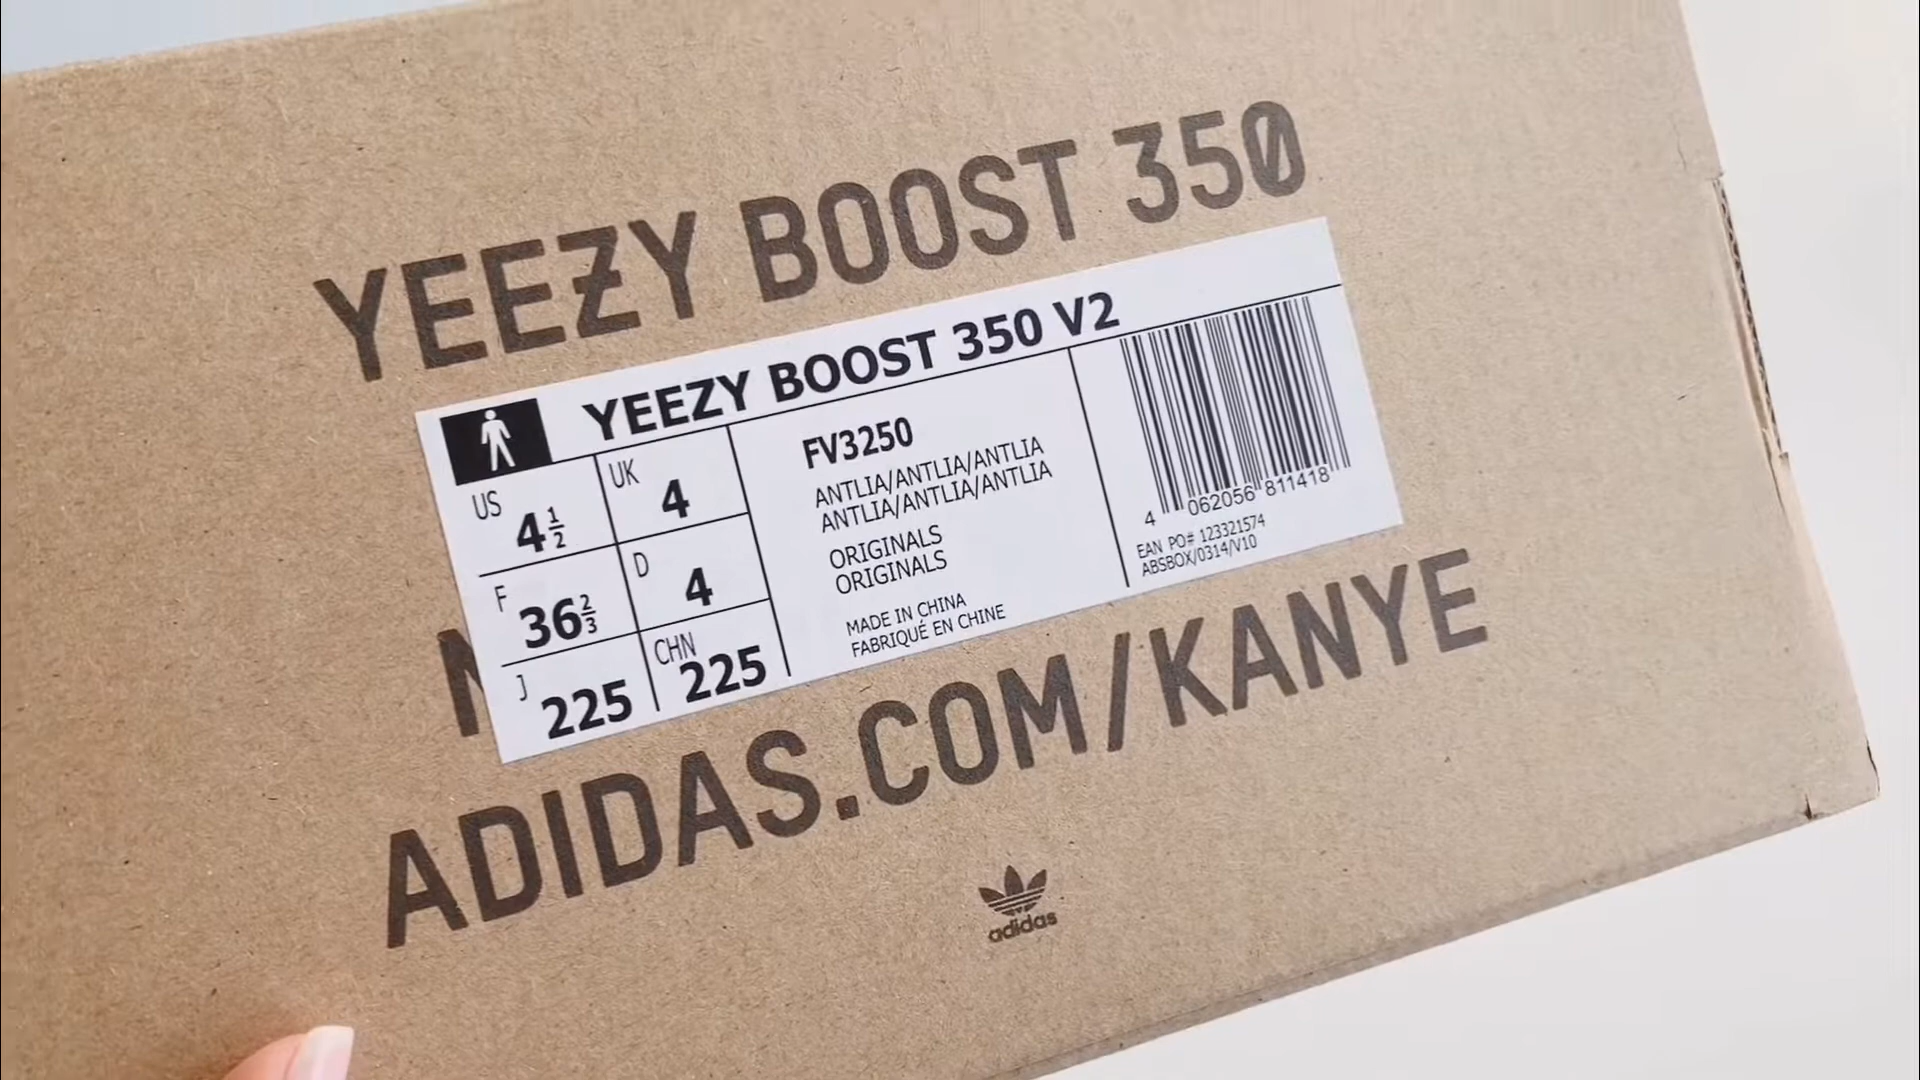 YEEZY BOOST 350
YEEZY BOOST 350 V2
US 4½
UK 4
F 36⅔
D 4
J 225
CHN 225
FV3250
ANTLIA/ANTLIA/ANTLIA
ANTLIA/ANTLIA/ANTLIA
ORIGINALS
ORIGINALS
MADE IN CHINA
FABRIQUÉ EN CHINE
4 062056 811418
EAN PO# 123321574
ABSBOX/0314/V10
ADIDAS.COM/KANYE
adidas